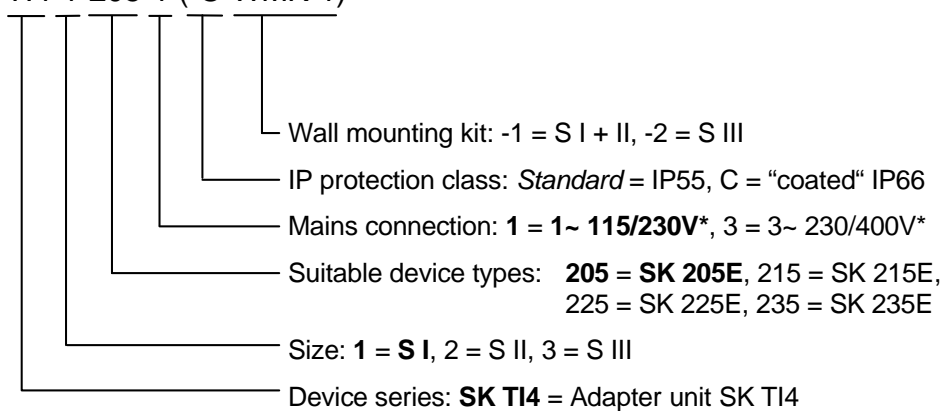 Wall mounting kit: -1 = S I + II, -2 = S III
IP protection class: Standard = IP55, C = "coated“ IP66
Mains connection: 1 = 1~ 115/230V*, 3 = 3~ 230/400V*
Suitable device types: 205 = SK 205E, 215 = SK 215E,
225 = SK 225E, 235 = SK 235E
Size: 1 = S I, 2 = S II, 3 = S III
Device series: SK TI4 = Adapter unit SK TI4